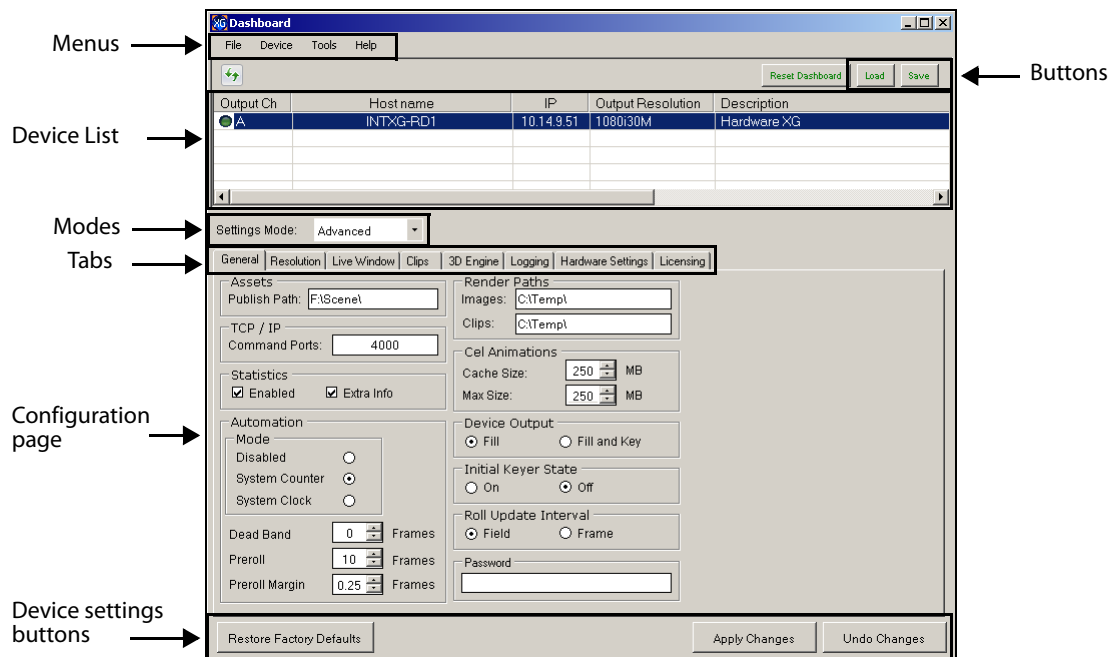 XG Dashboard
Menus
File Device Tools Help
Reset Dashboard Load Save
Buttons
Output Ch Host name IP Output Resolution Description
A INTXG-RD1 10.14.9.51 1080i30M Hardware XG
Device List
Modes
Settings Mode: Advanced
Tabs
General Resolution Live Window Clips 3D Engine Logging Hardware Settings Licensing
Assets
Publish Path: F:\Scene\
TCP / IP
Command Ports: 4000
Statistics
Enabled Extra Info
Automation
Mode
Disabled
System Counter
System Clock
Dead Band 0 Frames
Preroll 10 Frames
Preroll Margin 0.25 Frames
Render Paths
Images: C:\Temp\
Clips: C:\Temp\
Cel Animations
Cache Size: 250 MB
Max Size: 250 MB
Device Output
Fill Fill and Key
Initial Keyer State
On Off
Roll Update Interval
Field Frame
Password
Configuration
page
Device settings
buttons
Restore Factory Defaults Apply Changes Undo Changes